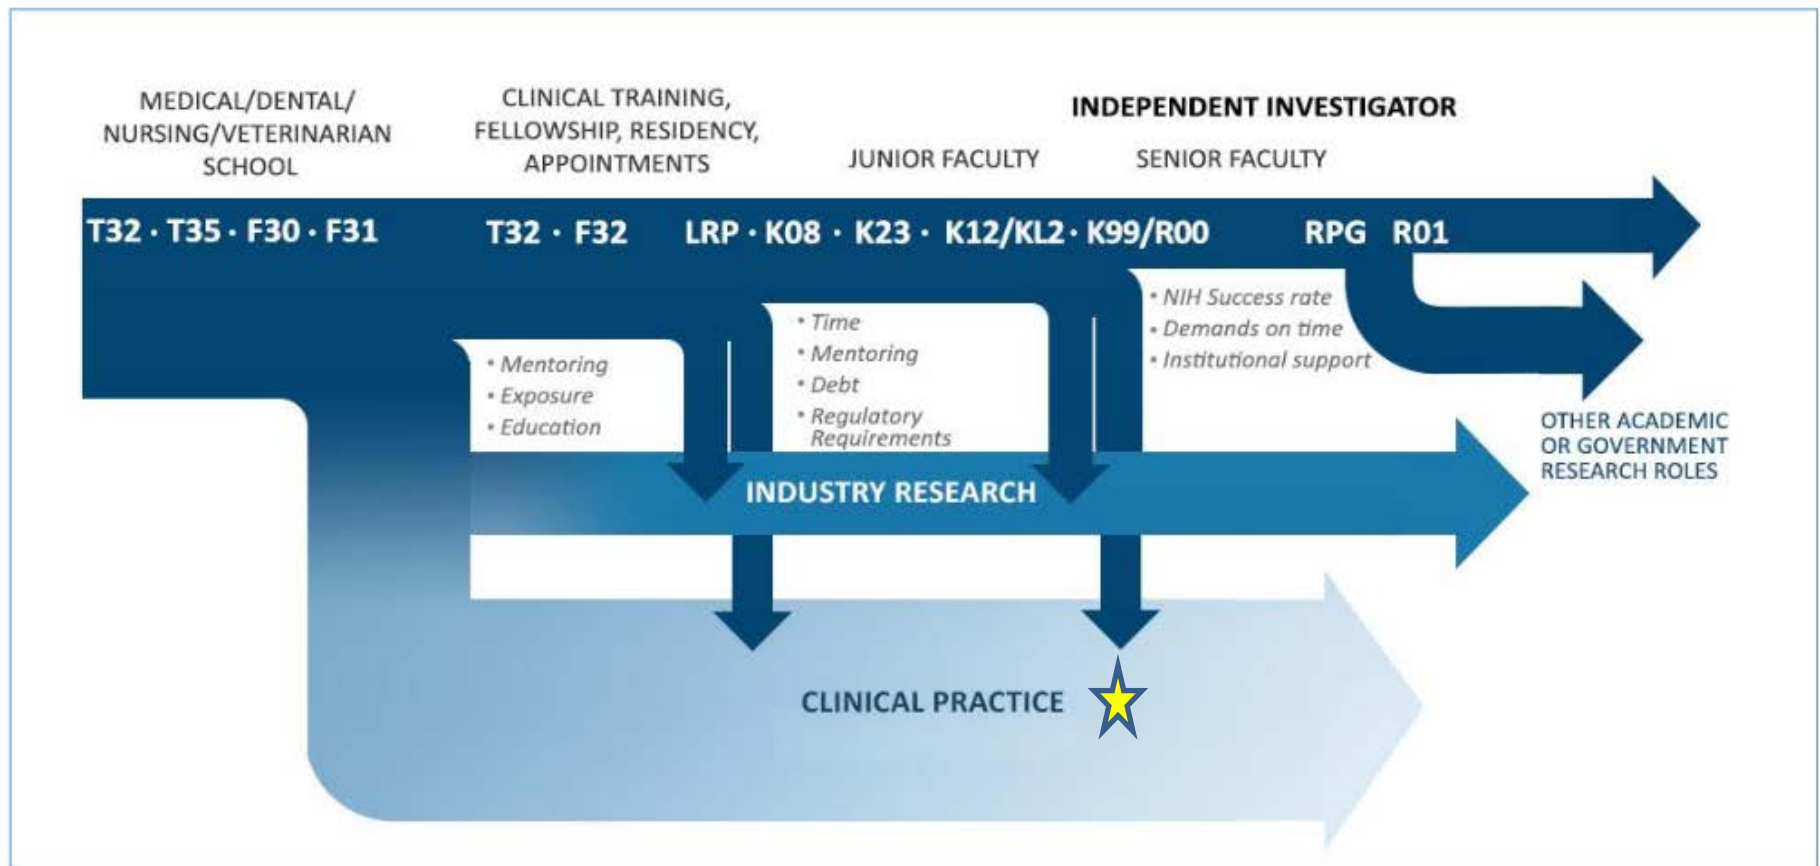 MEDICAL/DENTAL/
NURSING/VETERINARIAN
SCHOOL
CLINICAL TRAINING,
FELLOWSHIP, RESIDENCY,
APPOINTMENTS
JUNIOR FACULTY
INDEPENDENT INVESTIGATOR
SENIOR FACULTY
T32 · T35 · F30 · F31
T32 · F32
LRP · K08 · K23 · K12/KL2 · K99/R00
RPG R01
• Mentoring
• Exposure
• Education
• Time
• Mentoring
• Debt
• Regulatory
Requirements
• NIH Success rate
• Demands on time
• Institutional support
OTHER ACADEMIC
OR GOVERNMENT
RESEARCH ROLES
INDUSTRY RESEARCH
CLINICAL PRACTICE